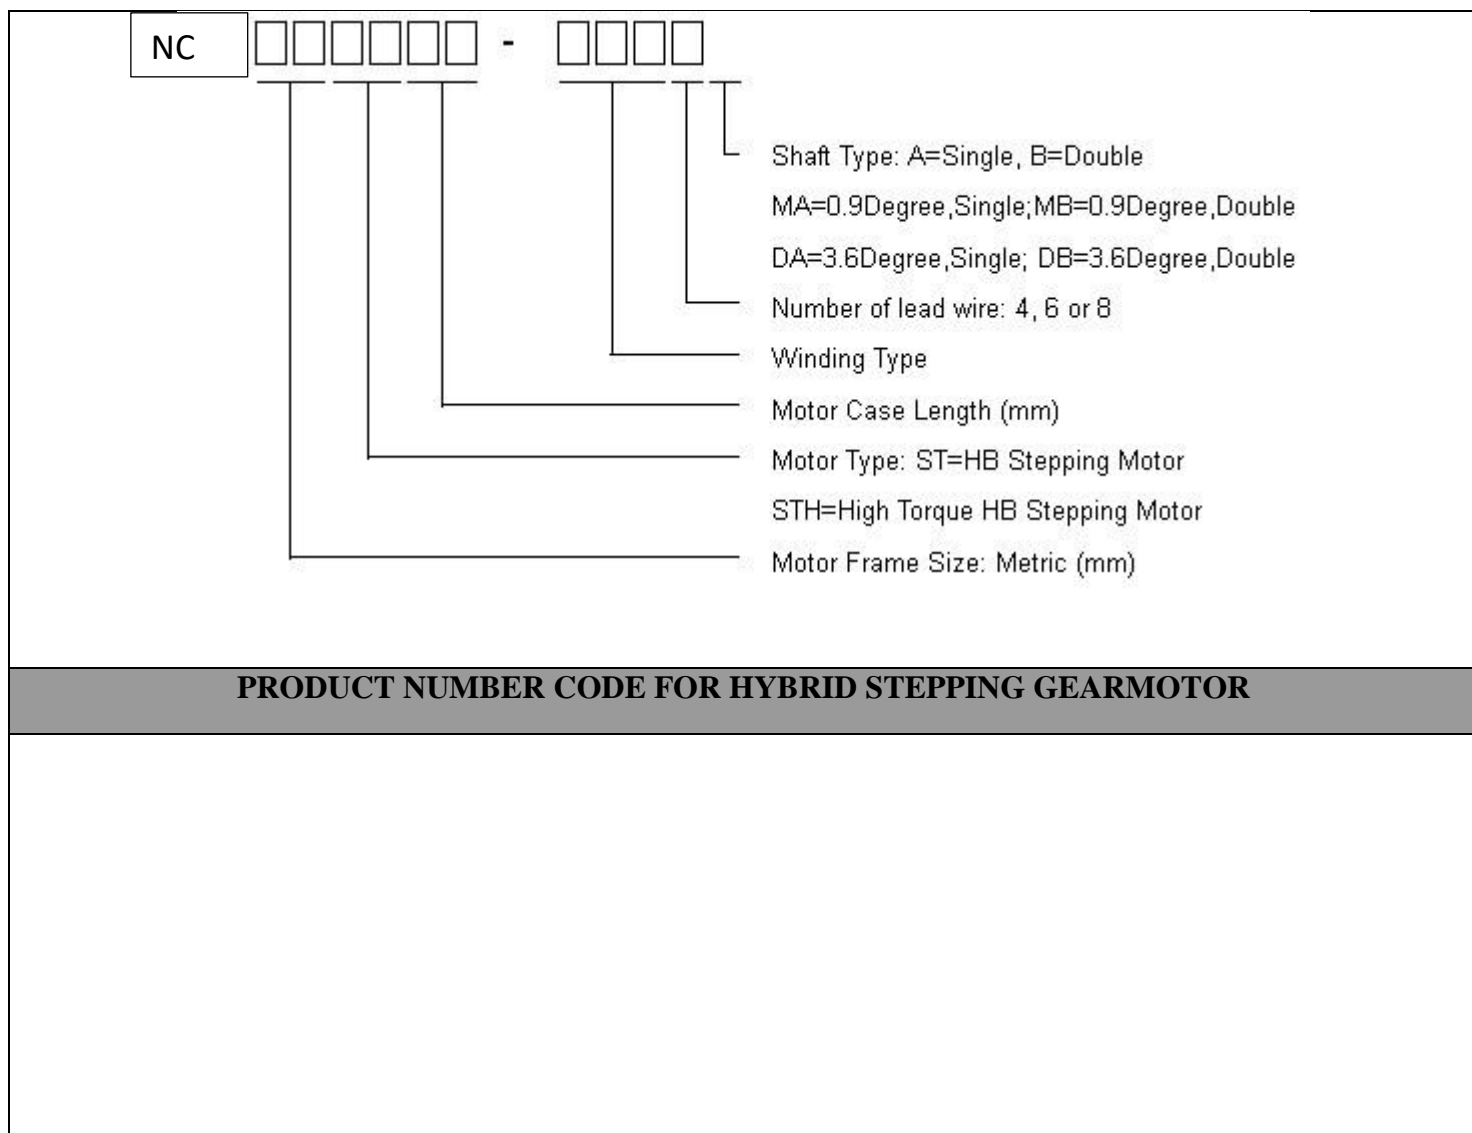 NC □□□□□□ - □□□□
Shaft Type: A=Single, B=Double
MA=0.9Degree,Single;MB=0.9Degree,Double
DA=3.6Degree,Single; DB=3.6Degree,Double
Number of lead wire: 4, 6 or 8
Winding Type
Motor Case Length (mm)
Motor Type: ST=HB Stepping Motor
STH=High Torque HB Stepping Motor
Motor Frame Size: Metric (mm)
PRODUCT NUMBER CODE FOR HYBRID STEPPING GEARMOTOR